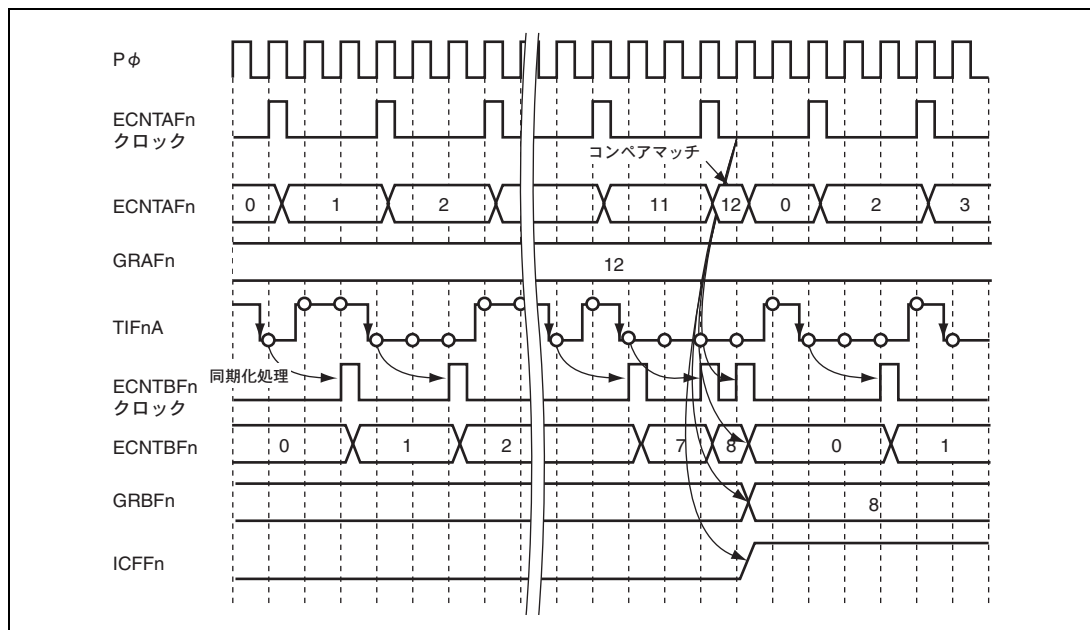 Pφ
ECNTAFn
クロック
コンペアマッチ
ECNTAFn 0 1 2 11 12 0 2 3
GRAFn
12
TIFnA
同期化処理
ECNTBFn
クロック
ECNTBFn 0 1 2 7 8 0 1
GRBFn
8
ICFFn